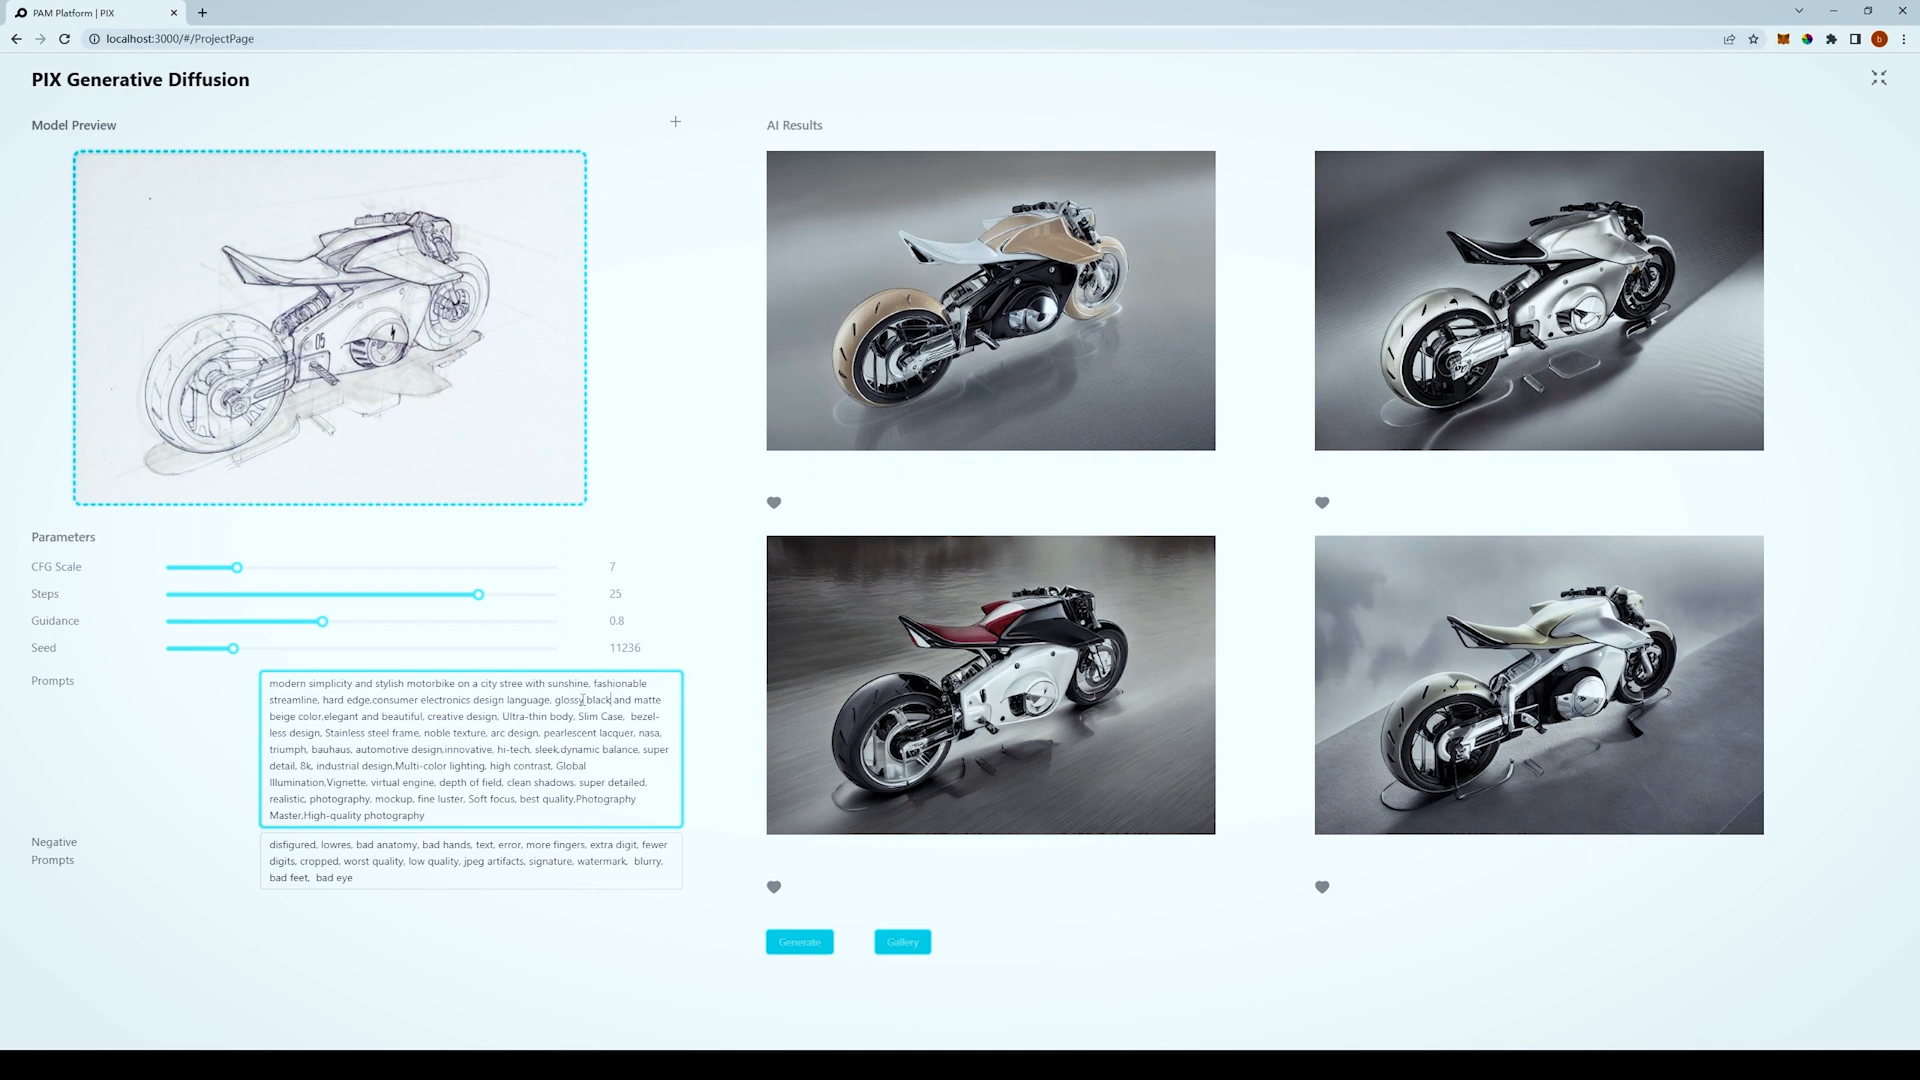 PAM Platform | PIX
localhost:3000/#/ProjectPage
b
PIX Generative Diffusion
Model Preview
AI Results
05
Parameters
CFG Scale 7
Steps 25
Guidance 0.8
Seed 11236
Prompts
modern simplicity and stylish motorbike on a city stree with sunshine, fashionable
streamline, hard edge,consumer electronics design language, glossy black and matte
beige color,elegant and beautiful, creative design, Ultra-thin body, Slim Case, bezel-
less design, Stainless steel frame, noble texture, arc design, pearlescent lacquer, nasa,
triumph, bauhaus, automotive design,innovative, hi-tech, sleek,dynamic balance, super
detail, 8k, industrial design,Multi-color lighting, high contrast, Global
Illumination,Vignette, virtual engine, depth of field, clean shadows, super detailed,
realistic, photography, mockup, fine luster, Soft focus, best quality,Photography
Master,High-quality photography
Negative
Prompts
disfigured, lowres, bad anatomy, bad hands, text, error, more fingers, extra digit, fewer
digits, cropped, worst quality, low quality, jpeg artifacts, signature, watermark, blurry,
bad feet, bad eye
Generate
Gallery